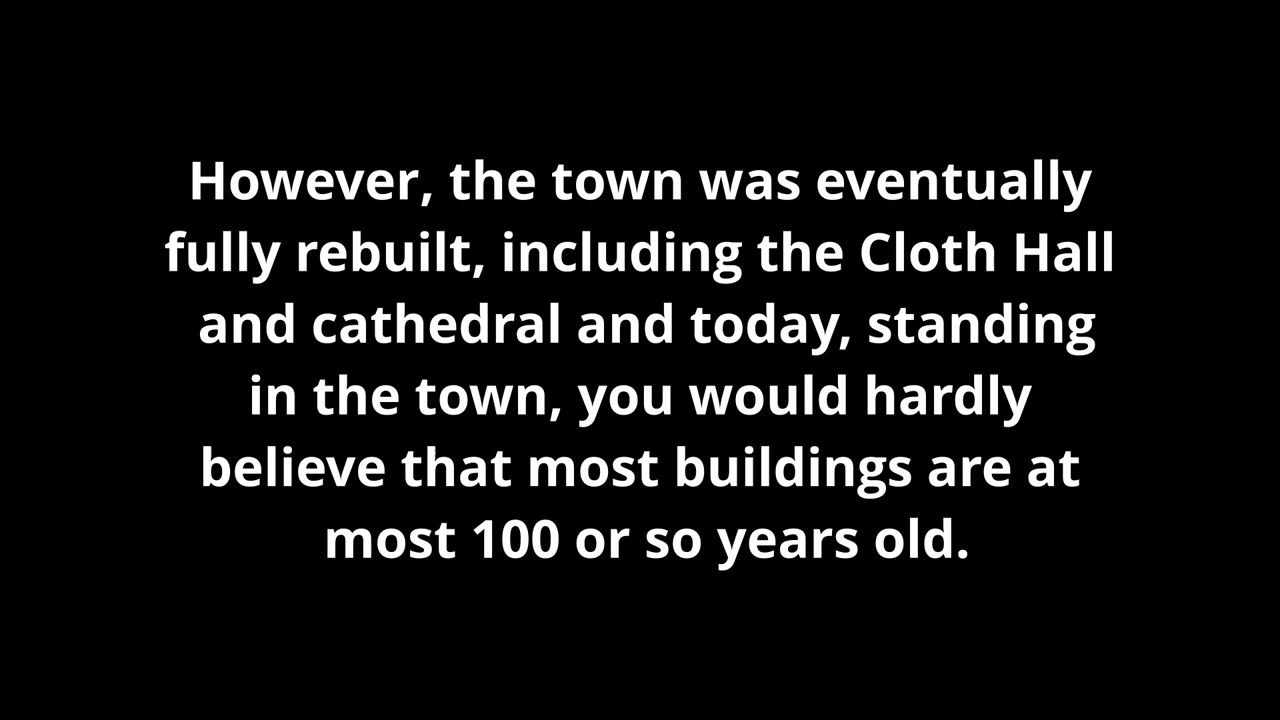 However, the town was eventually
fully rebuilt, including the Cloth Hall
and cathedral and today, standing
in the town, you would hardly
believe that most buildings are at
most 100 or so years old.